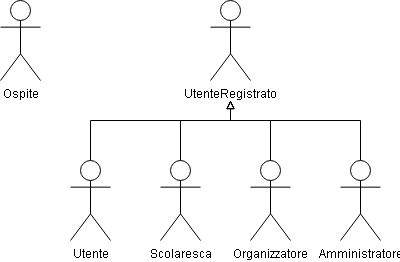 Ospite
UtenteRegistrato
Utente
Scolaresca
Organizzatore
Amministratore